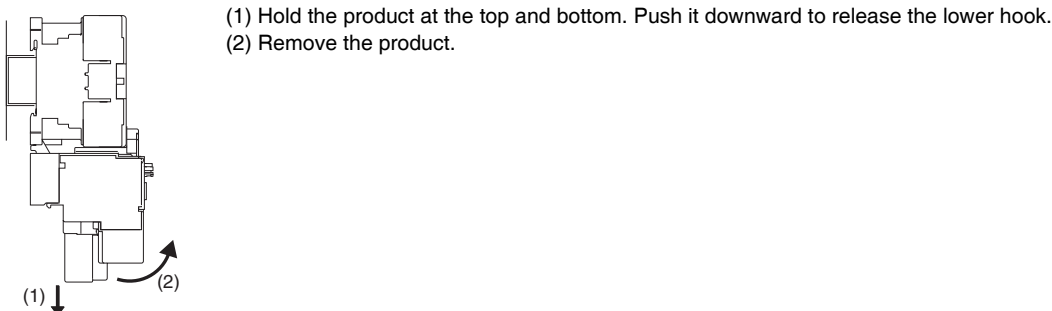 (1) Hold the product at the top and bottom. Push it downward to release the lower hook.
(2) Remove the product.
(2)
(1)